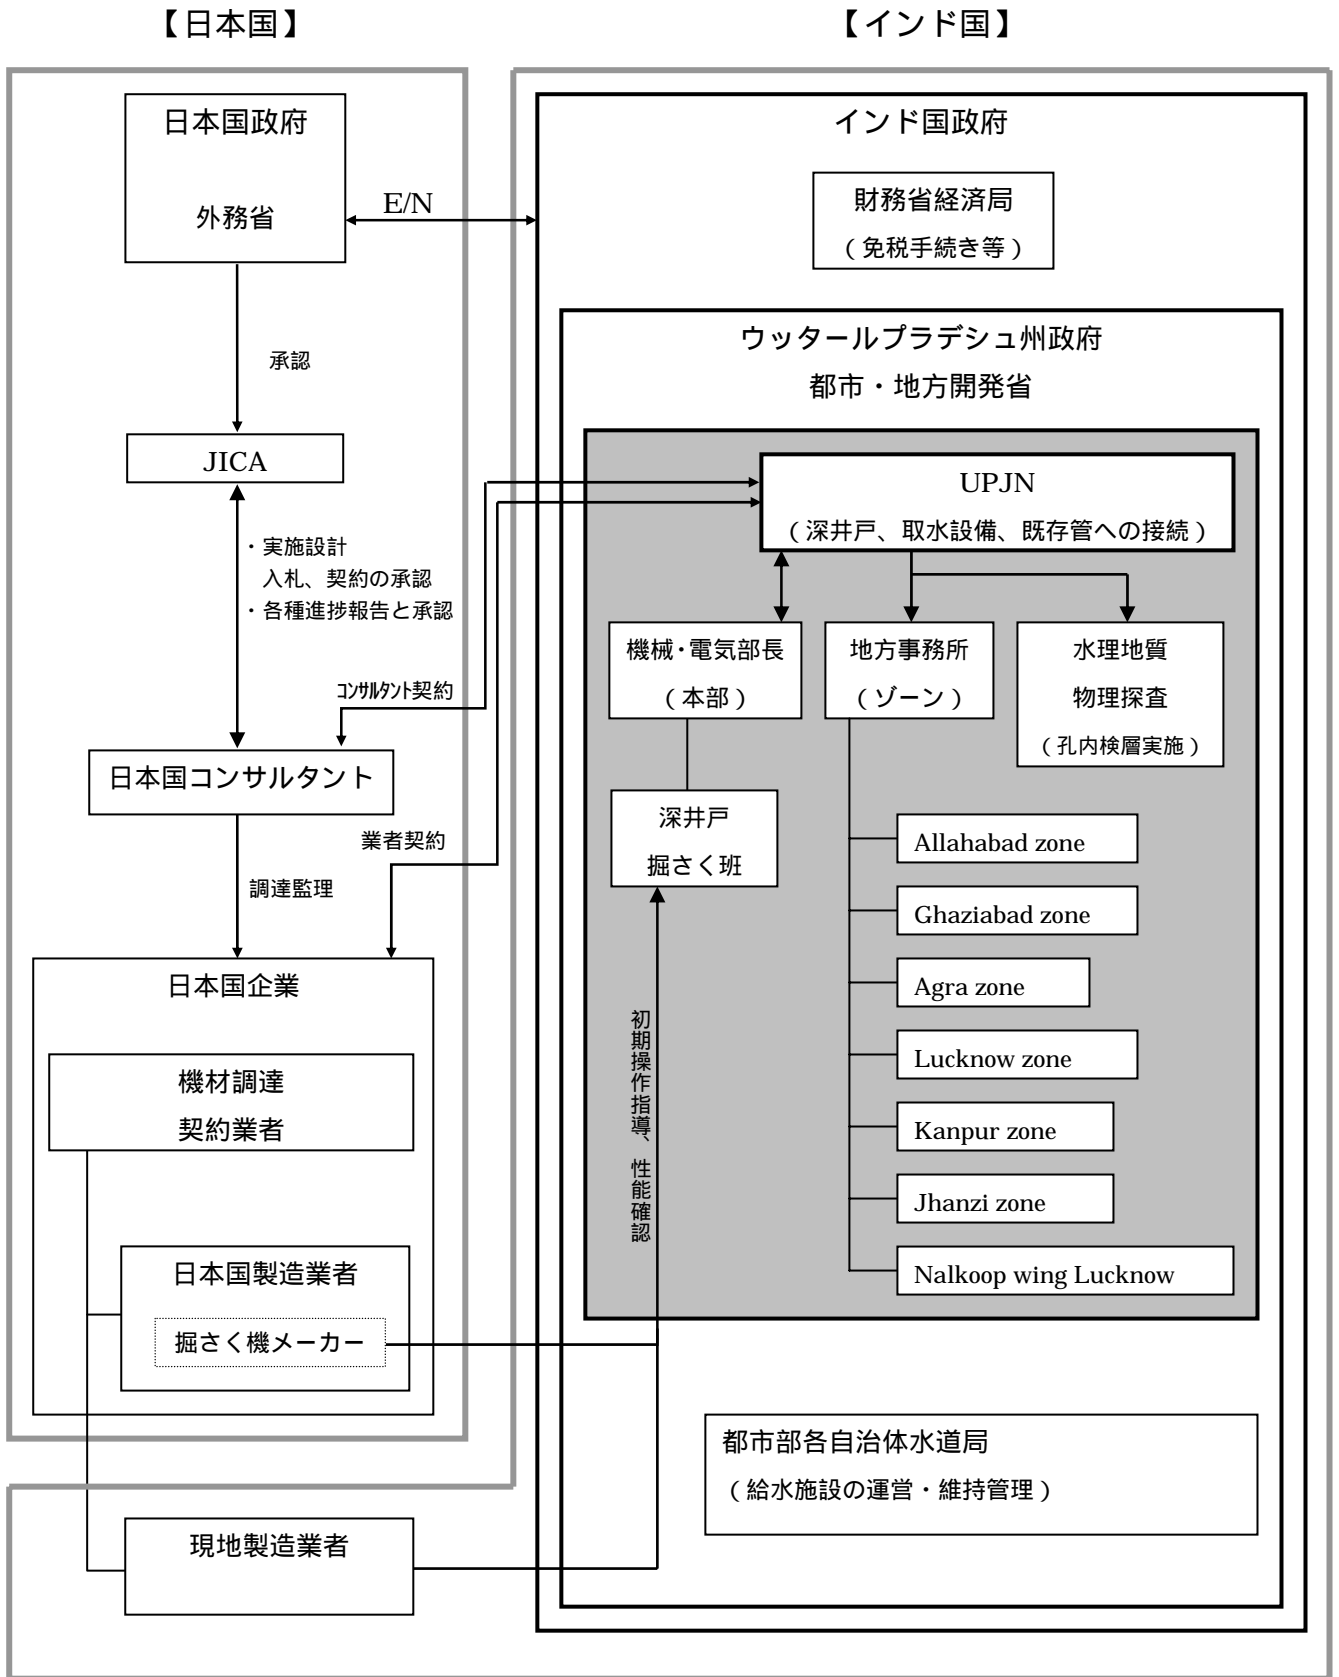 【日本国】
【インド国】
日本国政府
外務省
E/N
承認
JICA
・実施設計
入札、契約の承認
・各種進捗報告と承認
コンサルタント契約
日本国コンサルタント
業者契約
調達監理
日本国企業
機材調達
契約業者
日本国製造業者
掘さく機メーカー
現地製造業者
インド国政府
財務省経済局
（免税手続き等）
ウッタールプラデシュ州政府
都市・地方開発省
UPJN
（深井戸、取水設備、既存管への接続）
機械・電気部長
（本部）
地方事務所
（ゾーン）
水理地質
物理探査
（孔内検層実施）
深井戸
掘さく班
初期操作指導、性能確認
Allahabad zone
Ghaziabad zone
Agra zone
Lucknow zone
Kanpur zone
Jhanzi zone
Nalkoop wing Lucknow
都市部各自治体水道局
（給水施設の運営・維持管理）